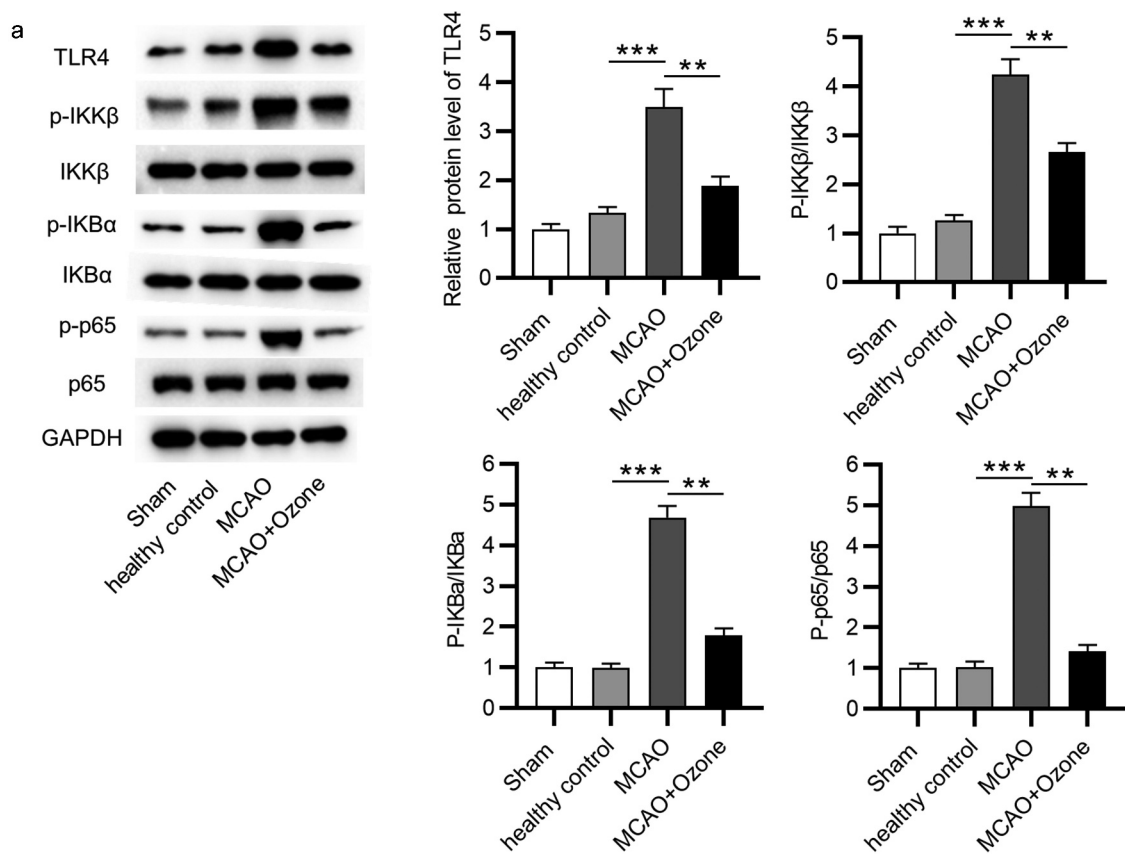 a
TLR4
p-IKKβ
IKKβ
p-IKBα
IKBα
p-p65
p65
GAPDH
Sham
healthy control
MCAO
MCAO+Ozone
Relative protein level of TLR4
5
4
3
2
1
0
***
**
Sham
healthy control
MCAO
MCAO+Ozone
P-IKKβ/IKKβ
5
4
3
2
1
0
***
**
Sham
healthy control
MCAO
MCAO+Ozone
P-IKBa/IKBa
6
5
4
3
2
1
0
***
**
Sham
healthy control
MCAO
MCAO+Ozone
P-p65/p65
6
5
4
3
2
1
0
***
**
Sham
healthy control
MCAO
MCAO+Ozone